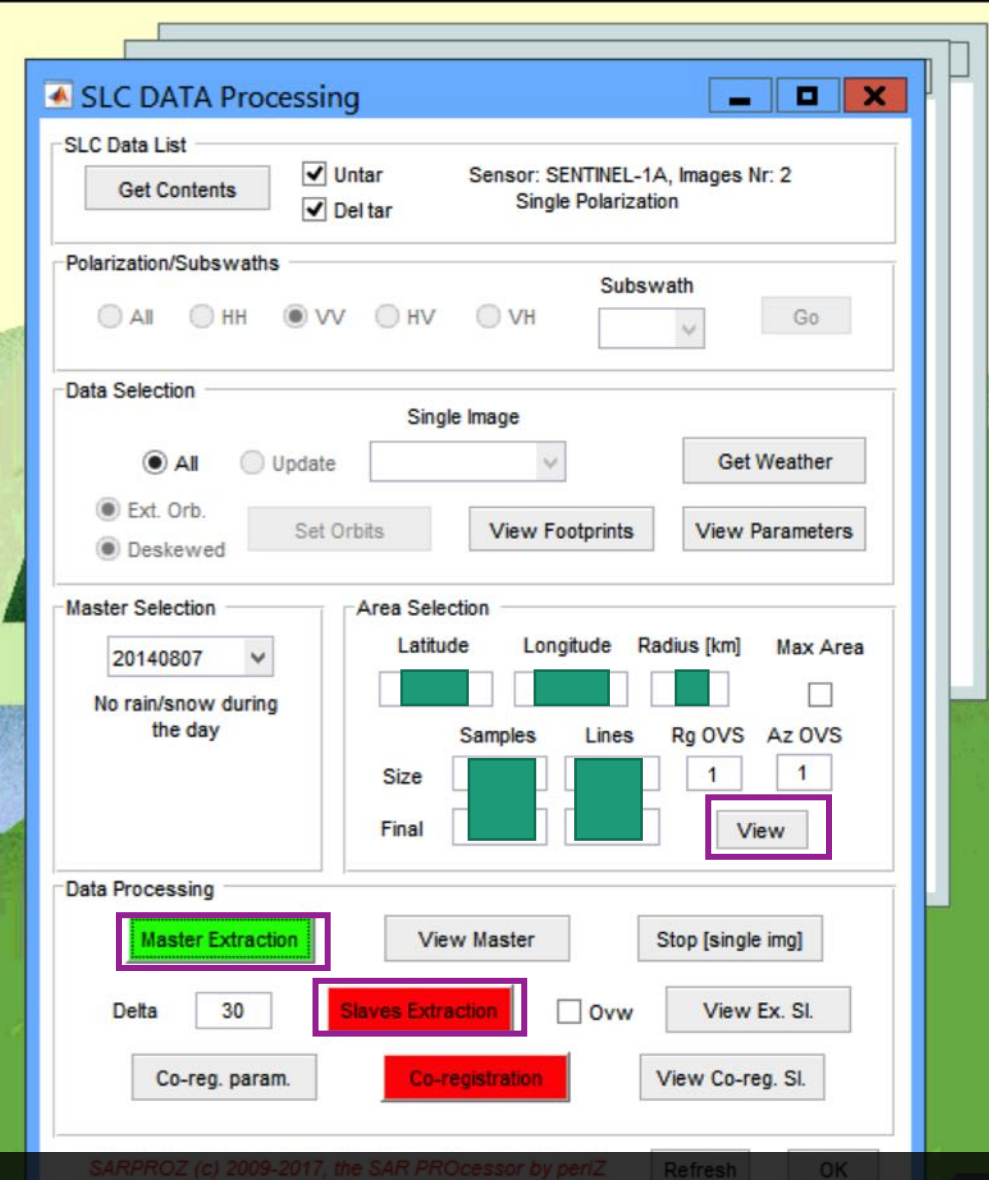 SLC DATA Processing
SLC Data List
Get Contents
Untar
Del tar
Sensor: SENTINEL-1A, Images Nr: 2
Single Polarization
Polarization/Subswaths
All HH VV HV VH
Subswath
Go
Data Selection
Single Image
All Update
Get Weather
Ext. Orb.
Deskewed
Set Orbits View Footprints View Parameters
Master Selection
20140807
No rain/snow during
the day
Area Selection
Latitude Longitude Radius [km] Max Area
Samples Lines Rg OVS Az OVS
Size 1 1
Final View
Data Processing
Master Extraction View Master Stop [single img]
Delta 30 Slaves Extraction Ovw View Ex. Sl.
Co-reg. param. Co-registration View Co-reg. Sl.
SARPROZ (c) 2009-2017, the SAR PROcessor by periZ Refresh OK